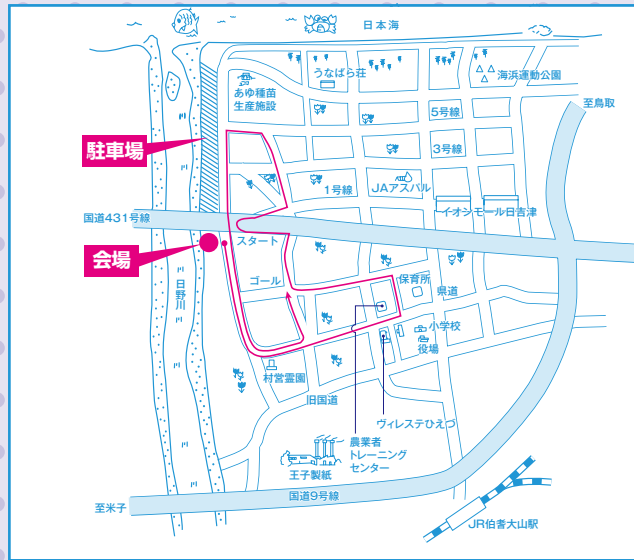 日本海
うなばら荘
海浜運動公園
あゆ種苗
生産施設
至鳥取
5号線
駐車場
3号線
1号線
JAアスパル
イオンモール日吉津
国道431号線
スタート
会場
ゴール
保育所
県道
日野川
小学校
役場
村営霊園
旧国道
ヴィレステひえづ
農業者
トレーニング
センター
王子製紙
国道9号線
至米子
JR伯耆大山駅